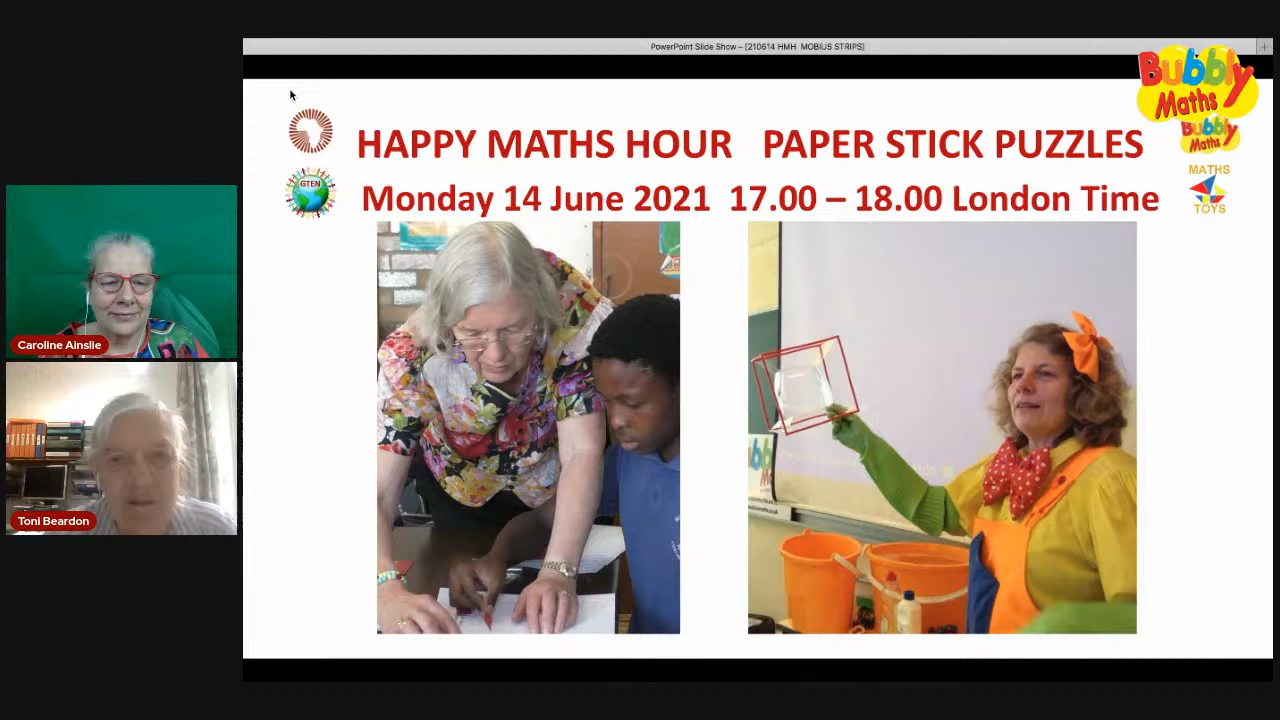 PowerPoint Slide Show – [210614 HMH MOBIUS STRIPS]
Bubbly
Maths
Bubbly
Maths
HAPPY MATHS HOUR PAPER STICK PUZZLES
MATHS
TOYS
GTEN
Monday 14 June 2021 17.00 – 18.00 London Time
Caroline Ainslie
Toni Beardon